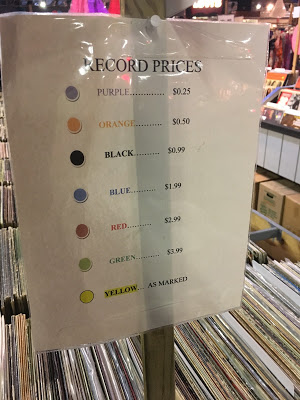 RECORD PRICES
PURPLE.............. $0.25
ORANGE........... $0.50
BLACK........... $0.99
BLUE........... $1.99
RED........... $2.99
GREEN.......... $3.99
YELLOW... AS MARKED